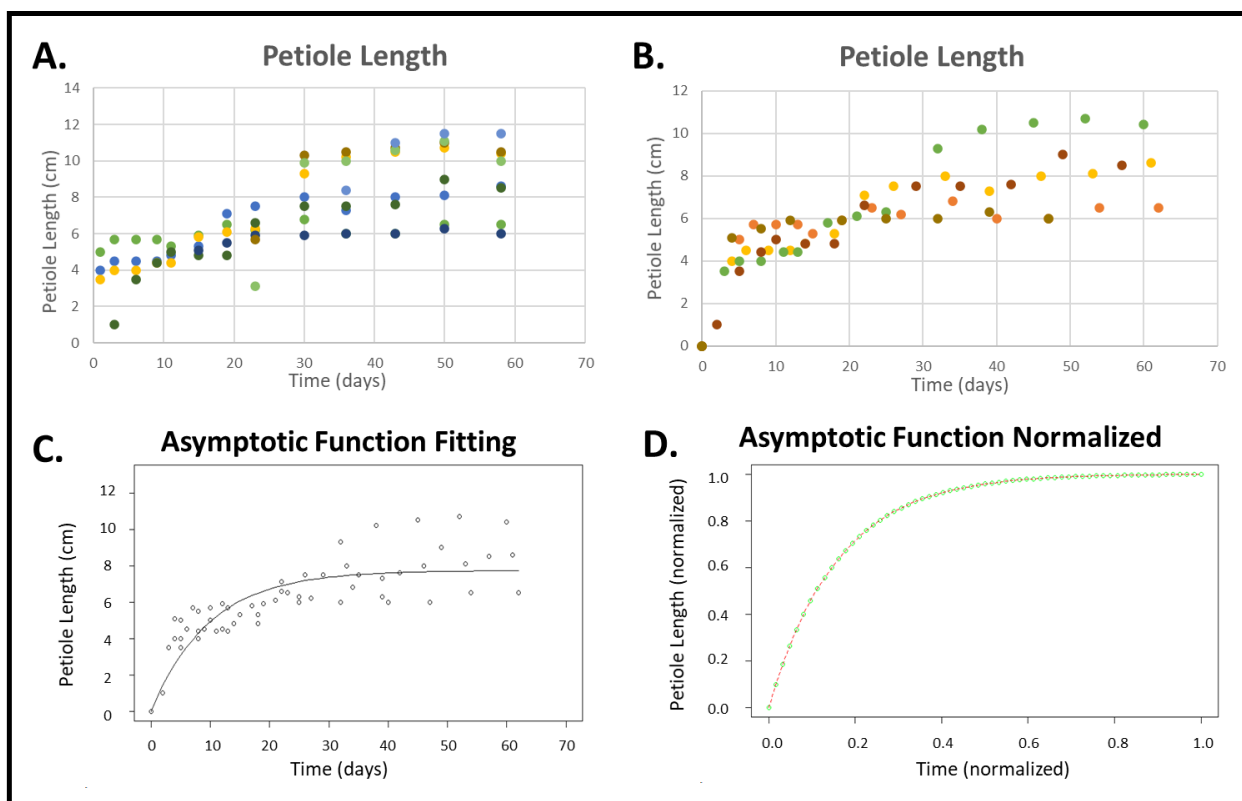 A.
Petiole Length
Petiole Length (cm)
14
12
10
8
6
4
2
0
0 10 20 30 40 50 60 70
Time (days)
B.
Petiole Length
Petiole Length (cm)
12
10
8
6
4
2
0
0 10 20 30 40 50 60 70
Time (days)
C.
Asymptotic Function Fitting
Petiole Length (cm)
12
10
8
6
4
2
0
0 10 20 30 40 50 60 70
Time (days)
D.
Asymptotic Function Normalized
Petiole Length (normalized)
1.0
0.8
0.6
0.4
0.2
0.0
0.0 0.2 0.4 0.6 0.8 1.0
Time (normalized)